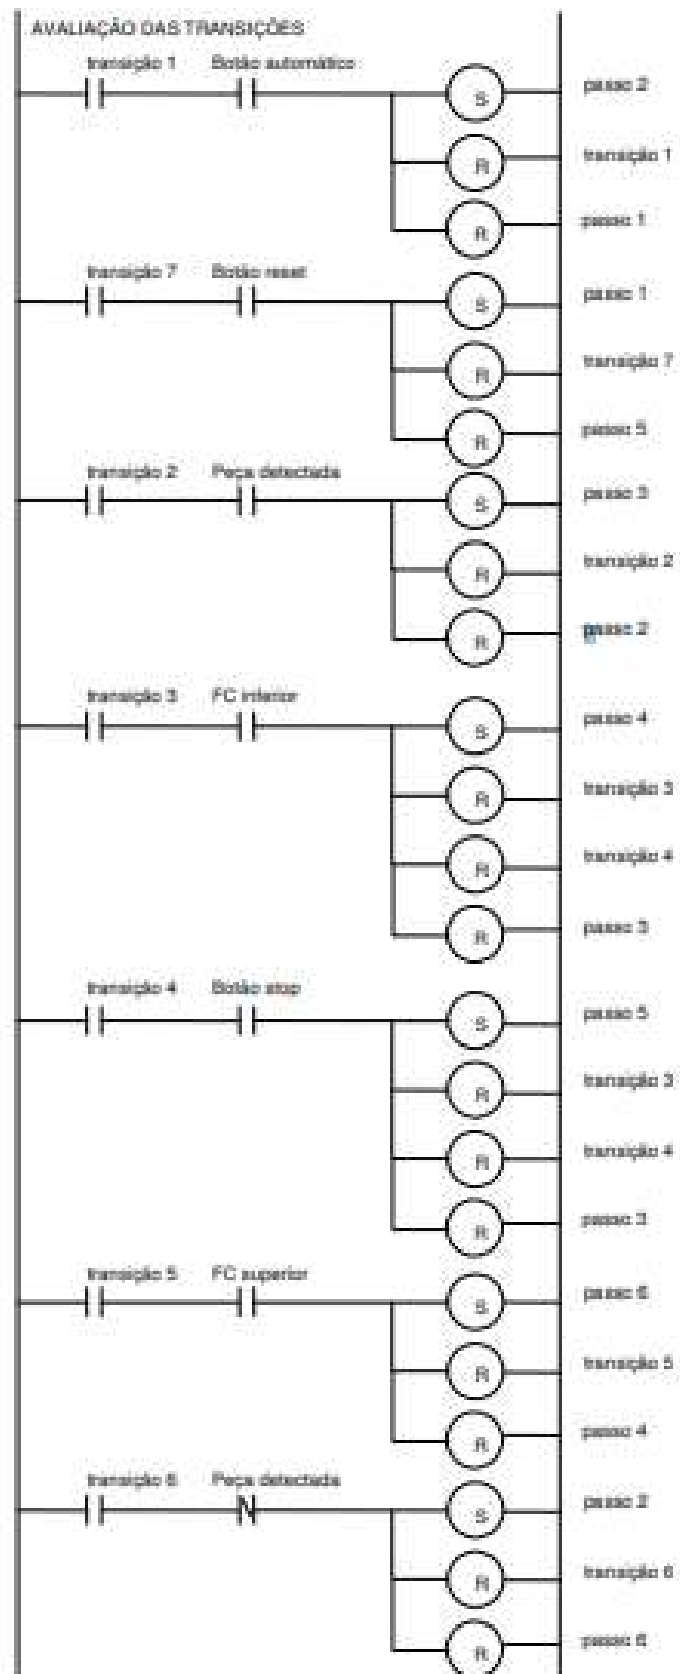 AVALIAÇÃO DAS TRANSIÇÕES
transição 1 Botão automático
S passo 2
R transição 1
R passo 1
transição 7 Botão reset
S passo 1
R transição 7
R passo 5
transição 2 Peça detectada
S passo 3
R transição 2
R passo 2
transição 3 FC inferior
S passo 4
R transição 3
R transição 4
R passo 3
transição 4 Botão stop
S passo 5
R transição 3
R transição 4
R passo 3
transição 5 FC superior
S passo 6
R transição 5
R passo 4
transição 6 Peça detectada
S passo 2
R transição 6
R passo 6